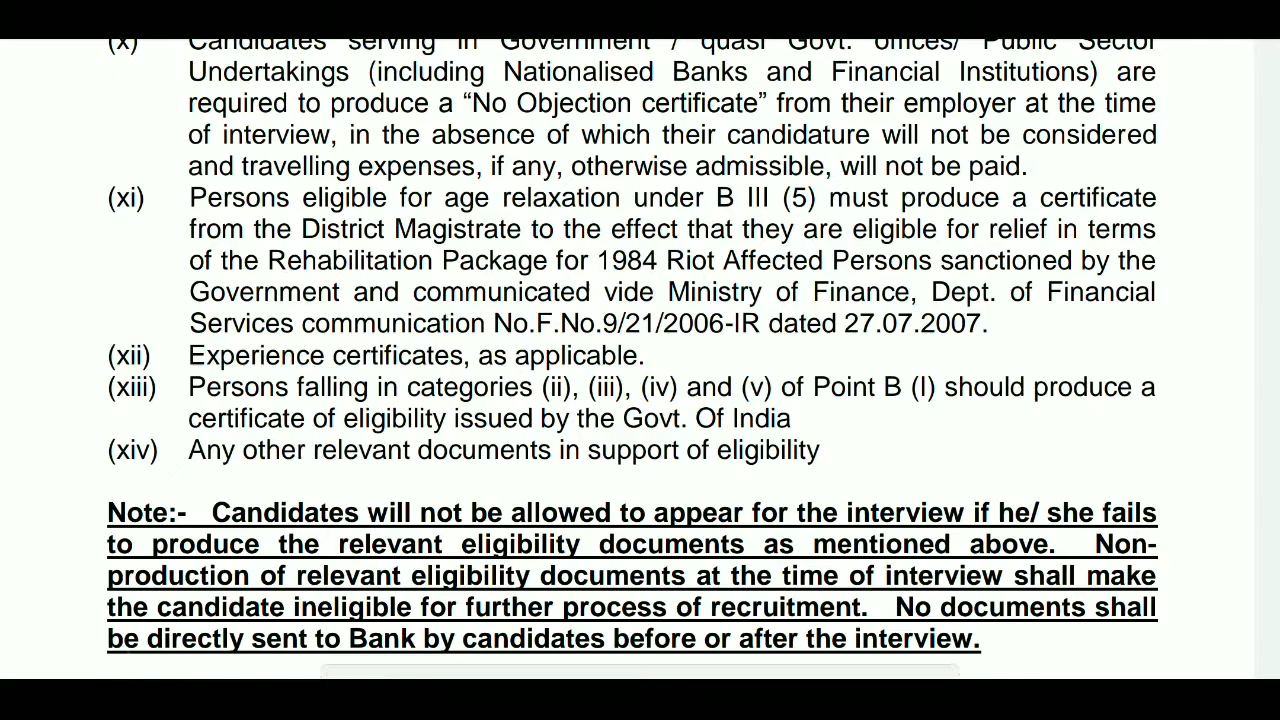 (x) Candidates serving in Government / quasi Govt. offices/ Public Sector
Undertakings (including Nationalised Banks and Financial Institutions) are
required to produce a “No Objection certificate” from their employer at the time
of interview, in the absence of which their candidature will not be considered
and travelling expenses, if any, otherwise admissible, will not be paid.
(xi) Persons eligible for age relaxation under B III (5) must produce a certificate
from the District Magistrate to the effect that they are eligible for relief in terms
of the Rehabilitation Package for 1984 Riot Affected Persons sanctioned by the
Government and communicated vide Ministry of Finance, Dept. of Financial
Services communication No.F.No.9/21/2006-IR dated 27.07.2007.
(xii) Experience certificates, as applicable.
(xiii) Persons falling in categories (ii), (iii), (iv) and (v) of Point B (I) should produce a
certificate of eligibility issued by the Govt. Of India
(xiv) Any other relevant documents in support of eligibility
Note:- Candidates will not be allowed to appear for the interview if he/ she fails
to produce the relevant eligibility documents as mentioned above. Non-
production of relevant eligibility documents at the time of interview shall make
the candidate ineligible for further process of recruitment. No documents shall
be directly sent to Bank by candidates before or after the interview.